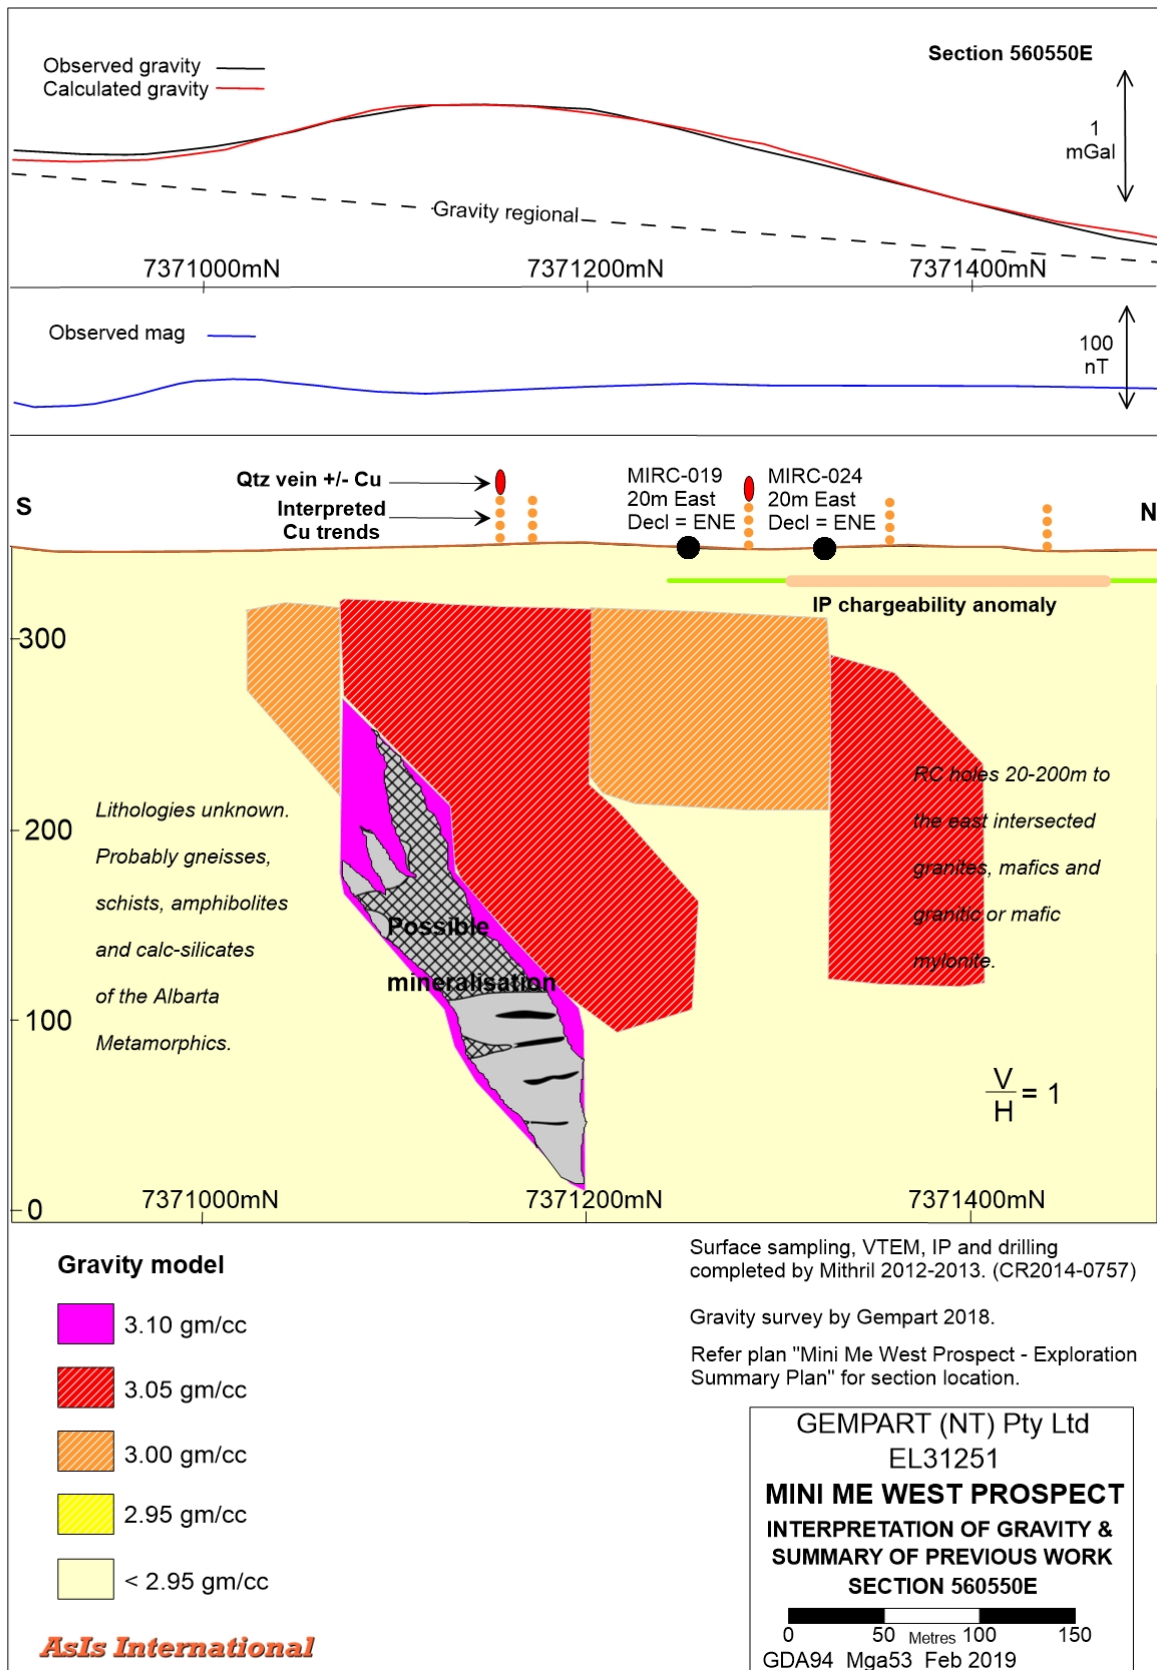 Section 560550E
Observed gravity
Calculated gravity
1
mGal
Gravity regional
7371000mN
7371200mN
7371400mN
Observed mag
100
nT
S
N
Qtz vein +/- Cu
Interpreted
Cu trends
MIRC-019
20m East
Decl = ENE
MIRC-024
20m East
Decl = ENE
IP chargeability anomaly
300
200
100
0
Lithologies unknown.
Probably gneisses,
schists, amphibolites
and calc-silicates
of the Albarta
Metamorphics.
Possible
mineralisation
RC holes 20-200m to
the east intersected
granites, mafics and
granitic or mafic
mylonite.
V
H = 1
7371000mN
7371200mN
7371400mN
Gravity model
3.10 gm/cc
3.05 gm/cc
3.00 gm/cc
2.95 gm/cc
< 2.95 gm/cc
AsIs International
Surface sampling, VTEM, IP and drilling
completed by Mithril 2012-2013. (CR2014-0757)
Gravity survey by Gempart 2018.
Refer plan "Mini Me West Prospect - Exploration
Summary Plan" for section location.
GEMPART (NT) Pty Ltd
EL31251
MINI ME WEST PROSPECT
INTERPRETATION OF GRAVITY &
SUMMARY OF PREVIOUS WORK
SECTION 560550E
0 50 Metres 100 150
GDA94 Mga53 Feb 2019